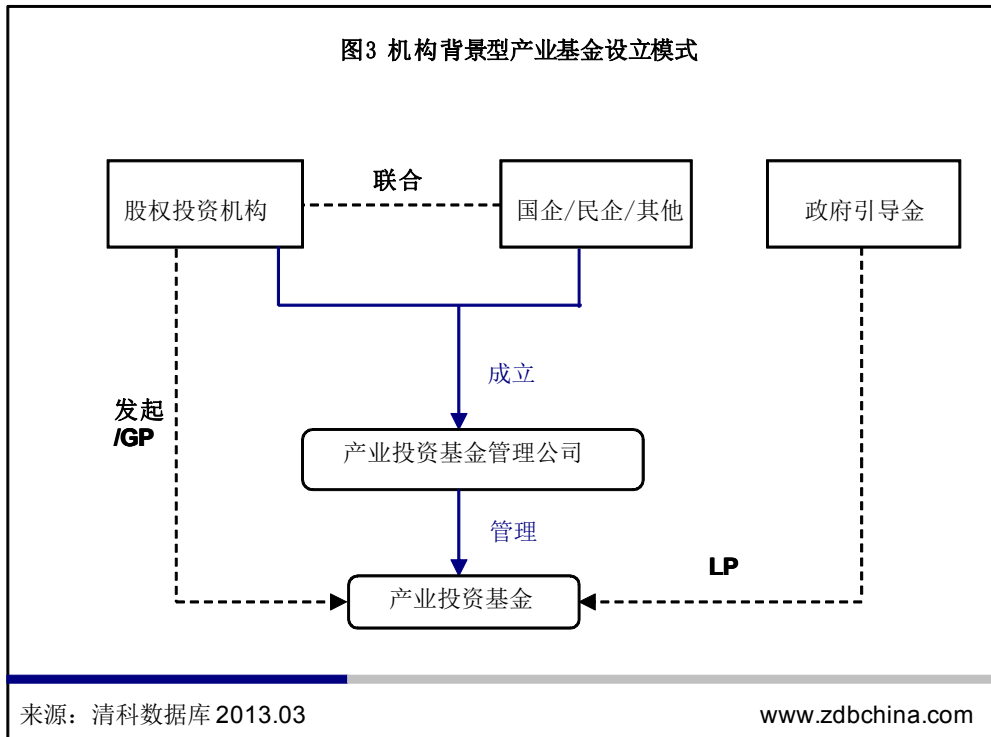 图3 机构背景型产业基金设立模式
股权投资机构
联合
国企/民企/其他
政府引导金
成立
发起
/GP
产业投资基金管理公司
管理
LP
产业投资基金
来源：清科数据库 2013.03
www.zdbchina.com